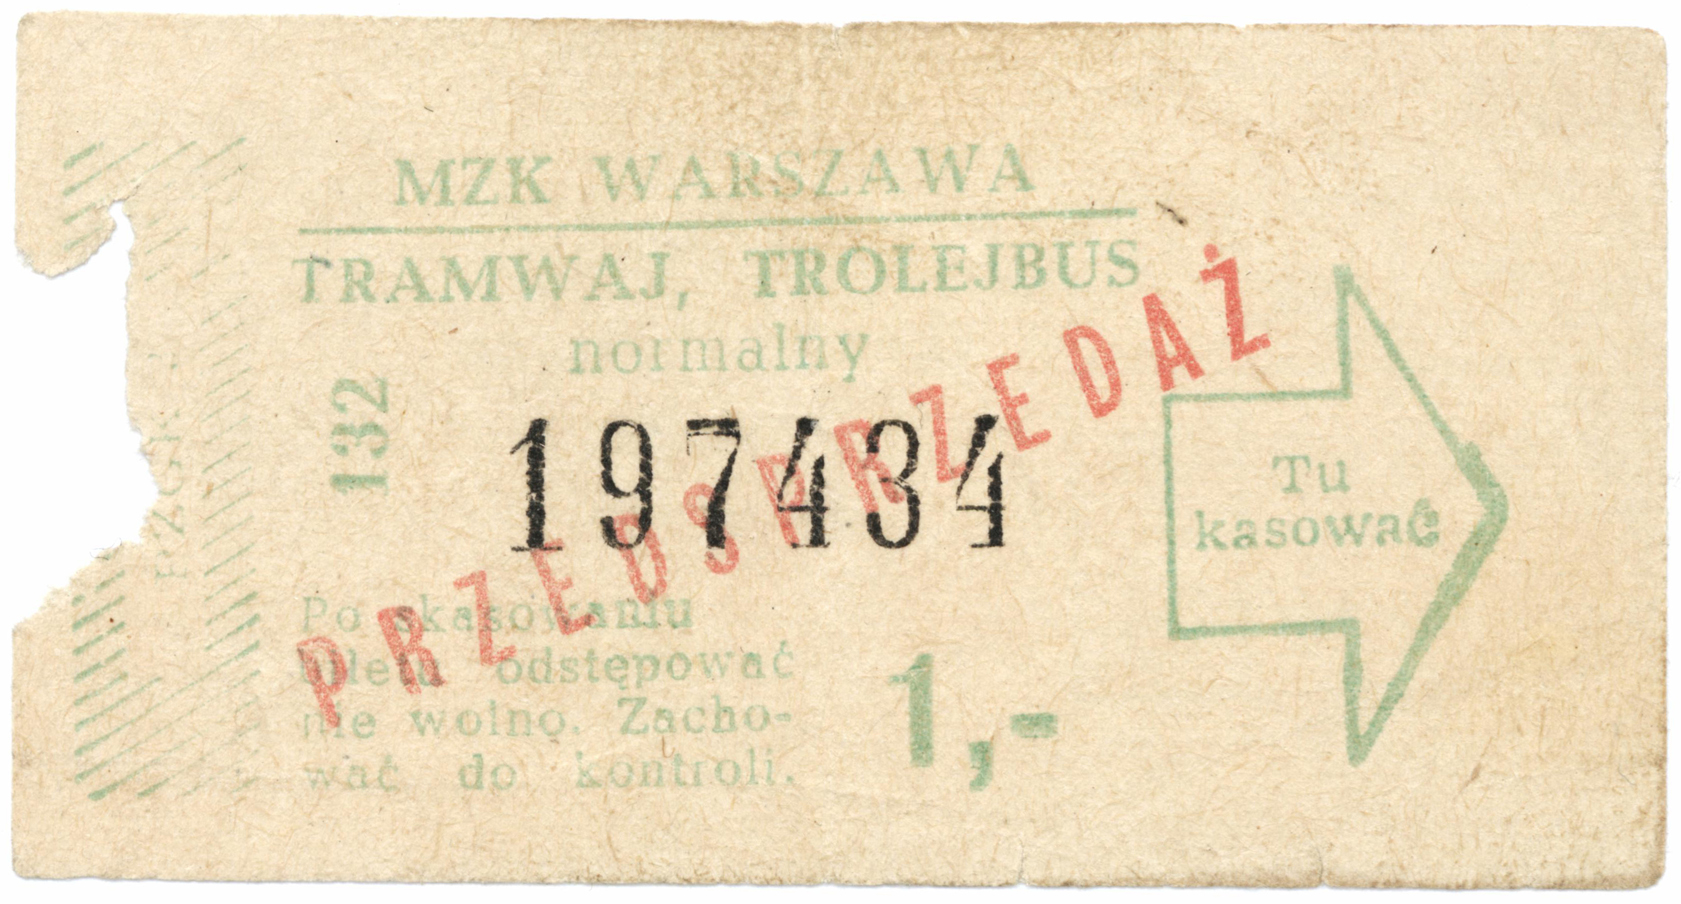 MZK WARSZAWA
TRAMWAJ, TROLEJBUS
normalny
132
197434
PRZEDSPRZEDAŻ
Tu
kasować
Po skasowaniu
biletu odstępować
nie wolno. Zacho-
wać do kontroli.
1,-